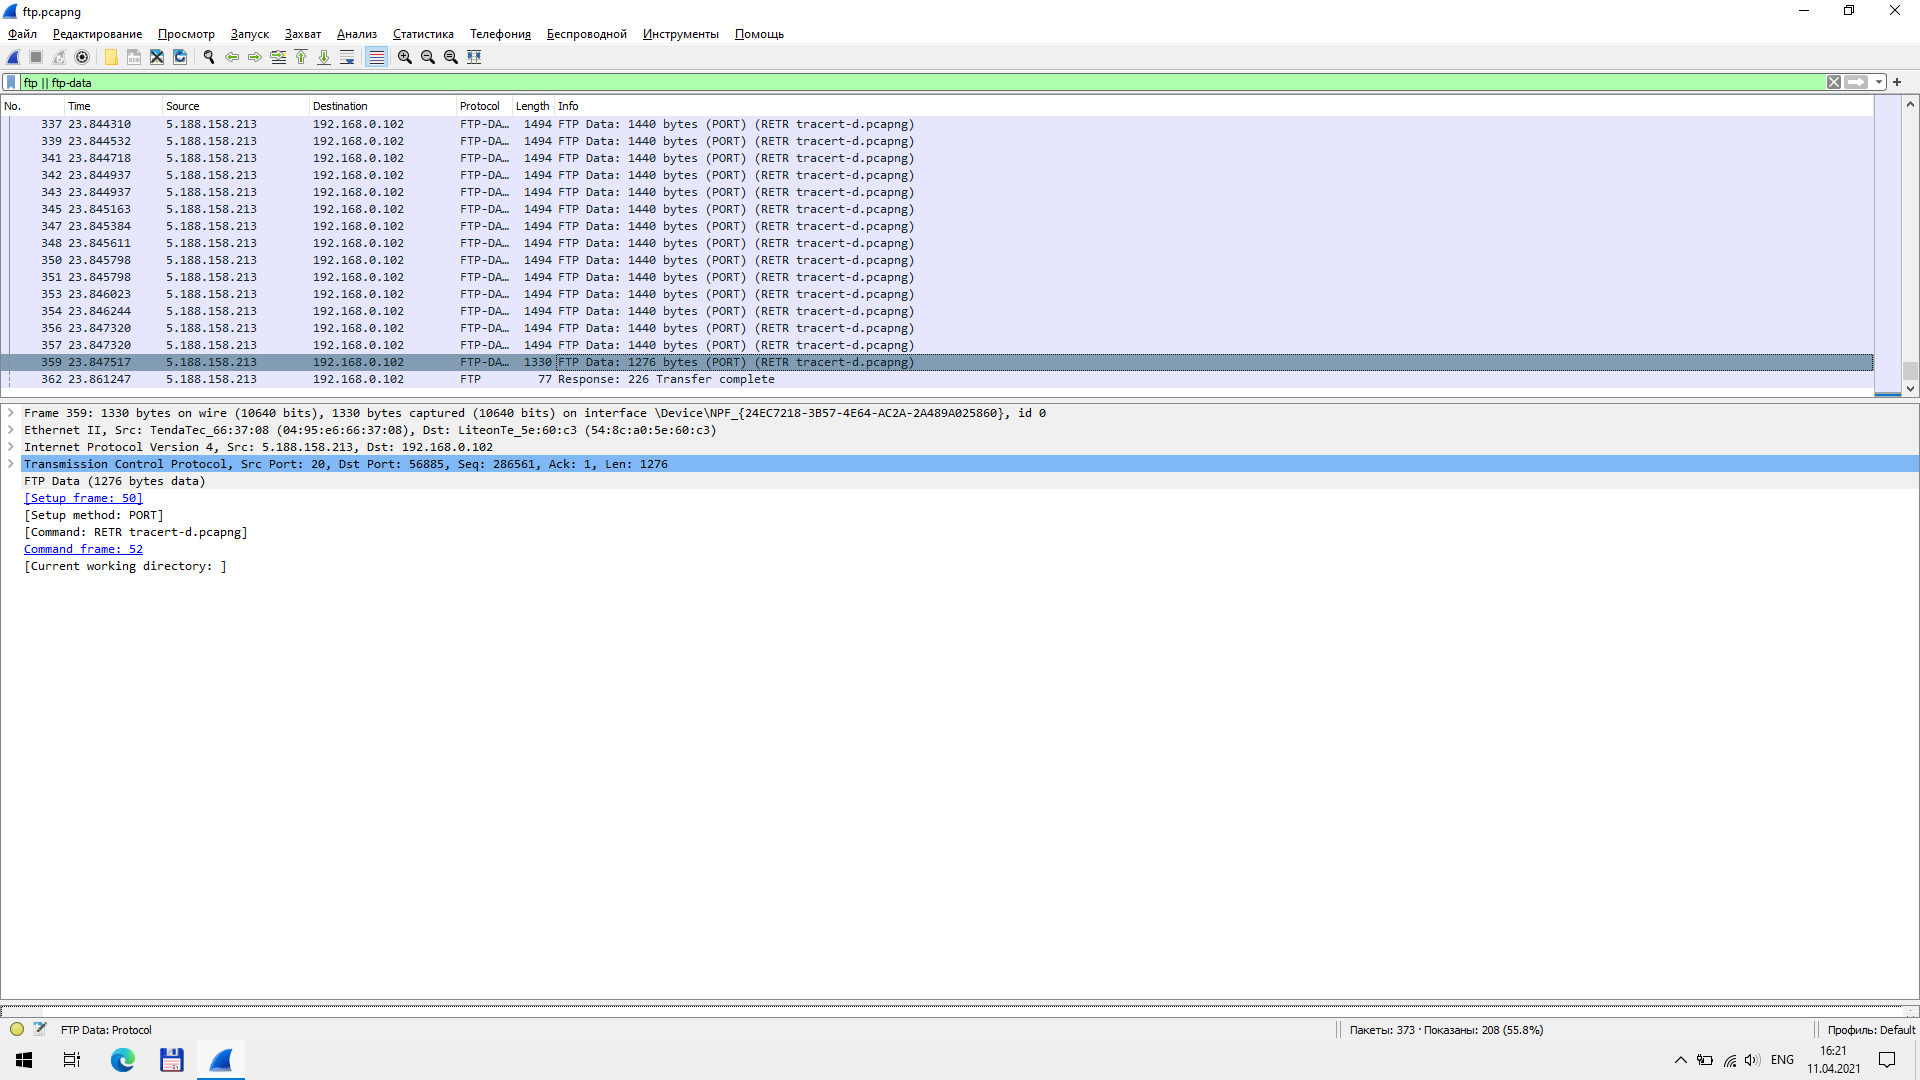 ftp.pcapng
Файл Редактирование Просмотр Запуск Захват Анализ Статистика Телефония Беспроводной Инструменты Помощь
ftp || ftp-data
No. Time Source Destination Protocol Length Info
337 23.844310 5.188.158.213 192.168.0.102 FTP-DA… 1494 FTP Data: 1440 bytes (PORT) (RETR tracert-d.pcapng)
339 23.844532 5.188.158.213 192.168.0.102 FTP-DA… 1494 FTP Data: 1440 bytes (PORT) (RETR tracert-d.pcapng)
341 23.844718 5.188.158.213 192.168.0.102 FTP-DA… 1494 FTP Data: 1440 bytes (PORT) (RETR tracert-d.pcapng)
342 23.844937 5.188.158.213 192.168.0.102 FTP-DA… 1494 FTP Data: 1440 bytes (PORT) (RETR tracert-d.pcapng)
343 23.844937 5.188.158.213 192.168.0.102 FTP-DA… 1494 FTP Data: 1440 bytes (PORT) (RETR tracert-d.pcapng)
345 23.845163 5.188.158.213 192.168.0.102 FTP-DA… 1494 FTP Data: 1440 bytes (PORT) (RETR tracert-d.pcapng)
347 23.845384 5.188.158.213 192.168.0.102 FTP-DA… 1494 FTP Data: 1440 bytes (PORT) (RETR tracert-d.pcapng)
348 23.845611 5.188.158.213 192.168.0.102 FTP-DA… 1494 FTP Data: 1440 bytes (PORT) (RETR tracert-d.pcapng)
350 23.845798 5.188.158.213 192.168.0.102 FTP-DA… 1494 FTP Data: 1440 bytes (PORT) (RETR tracert-d.pcapng)
351 23.845798 5.188.158.213 192.168.0.102 FTP-DA… 1494 FTP Data: 1440 bytes (PORT) (RETR tracert-d.pcapng)
353 23.846023 5.188.158.213 192.168.0.102 FTP-DA… 1494 FTP Data: 1440 bytes (PORT) (RETR tracert-d.pcapng)
354 23.846244 5.188.158.213 192.168.0.102 FTP-DA… 1494 FTP Data: 1440 bytes (PORT) (RETR tracert-d.pcapng)
356 23.847320 5.188.158.213 192.168.0.102 FTP-DA… 1494 FTP Data: 1440 bytes (PORT) (RETR tracert-d.pcapng)
357 23.847320 5.188.158.213 192.168.0.102 FTP-DA… 1494 FTP Data: 1440 bytes (PORT) (RETR tracert-d.pcapng)
359 23.847517 5.188.158.213 192.168.0.102 FTP-DA… 1330 FTP Data: 1276 bytes (PORT) (RETR tracert-d.pcapng)
362 23.861247 5.188.158.213 192.168.0.102 FTP 77 Response: 226 Transfer complete
Frame 359: 1330 bytes on wire (10640 bits), 1330 bytes captured (10640 bits) on interface \Device\NPF_{24EC7218-3B57-4E64-AC2A-2A489A025860}, id 0
Ethernet II, Src: TendaTec_66:37:08 (04:95:e6:66:37:08), Dst: LiteonTe_5e:60:c3 (54:8c:a0:5e:60:c3)
Internet Protocol Version 4, Src: 5.188.158.213, Dst: 192.168.0.102
Transmission Control Protocol, Src Port: 20, Dst Port: 56885, Seq: 286561, Ack: 1, Len: 1276
FTP Data (1276 bytes data)
[Setup frame: 50]
[Setup method: PORT]
[Command: RETR tracert-d.pcapng]
Command frame: 52
[Current working directory: ]
FTP Data: Protocol
Пакеты: 373 · Показаны: 208 (55.8%)
Профиль: Default
ENG
16:21
11.04.2021